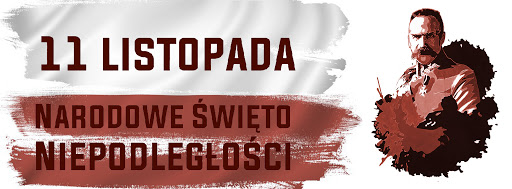 11 LISTOPADA
NARODOWE ŚWIĘTO
NIEPODLEGŁOŚCI